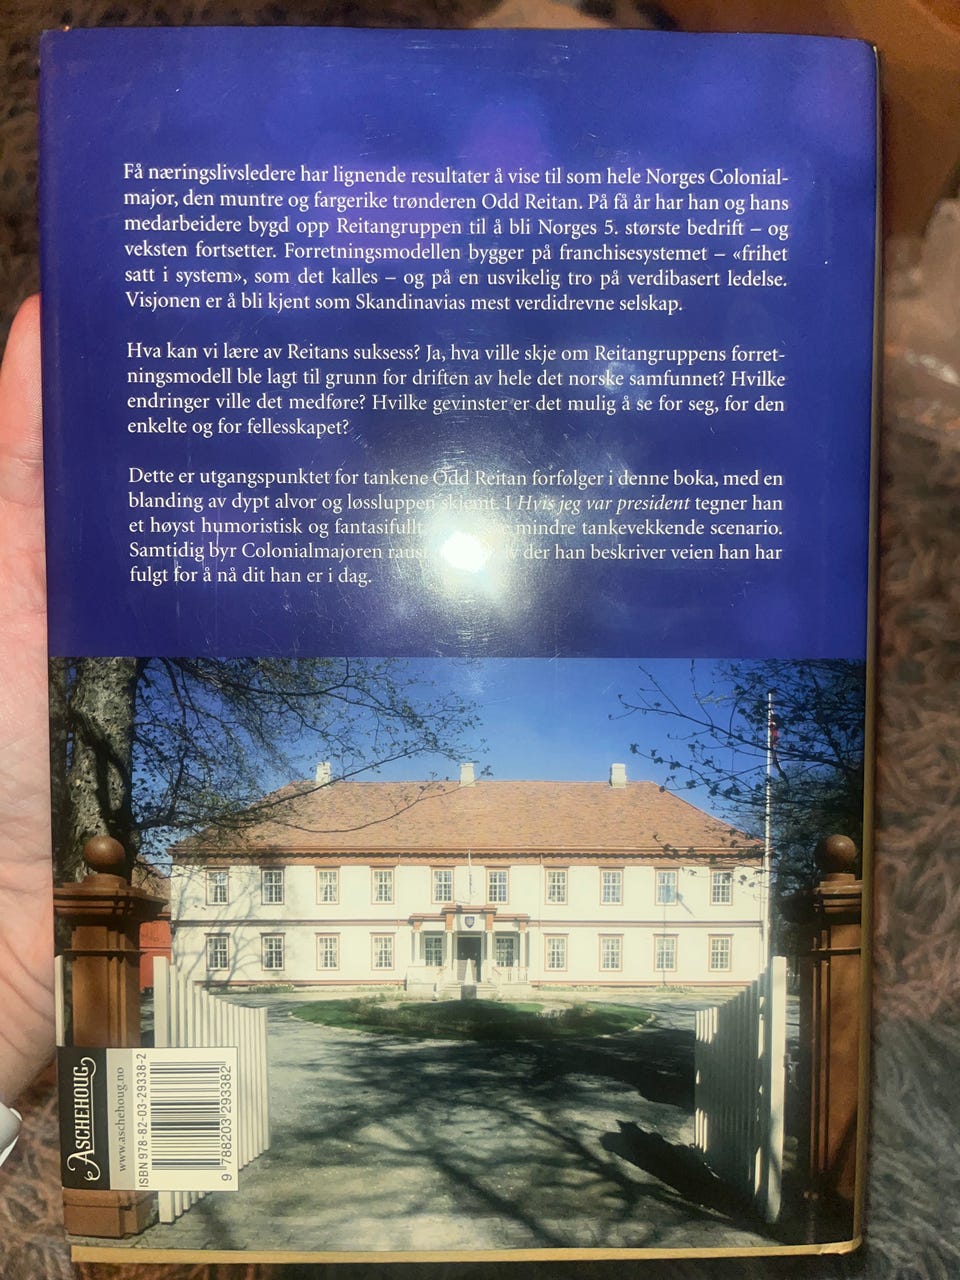 Få næringslivsledere har lignende resultater å vise til som hele Norges Colonial-
major, den muntre og fargerike trønderen Odd Reitan. På få år har han og hans
medarbeidere bygd opp Reitangruppen til å bli Norges 5. største bedrift – og
veksten fortsetter. Forretningsmodellen bygger på franchisesystemet – «frihet
satt i system», som det kalles – og på en usvikelig tro på verdibasert ledelse.
Visjonen er å bli kjent som Skandinavias mest verdidrevne selskap.
Hva kan vi lære av Reitans suksess? Ja, hva ville skje om Reitangruppens forret-
ningsmodell ble lagt til grunn for driften av hele det norske samfunnet? Hvilke
endringer ville det medføre? Hvilke gevinster er det mulig å se for seg, for den
enkelte og for fellesskapet?
Dette er utgangspunktet for tankene Odd Reitan forfølger i denne boka, med en
blanding av dypt alvor og løssluppen skjemt. I Hvis jeg var president tegner han
et høyst humoristisk og fantasifullt mindre tankevekkende scenario.
Samtidig byr Colonialmajoren raust der han beskriver veien han har
fulgt for å nå dit han er i dag.
ASCHEHOUG
www.aschehoug.no
ISBN 978-82-03-29338-2
9 788203 293382